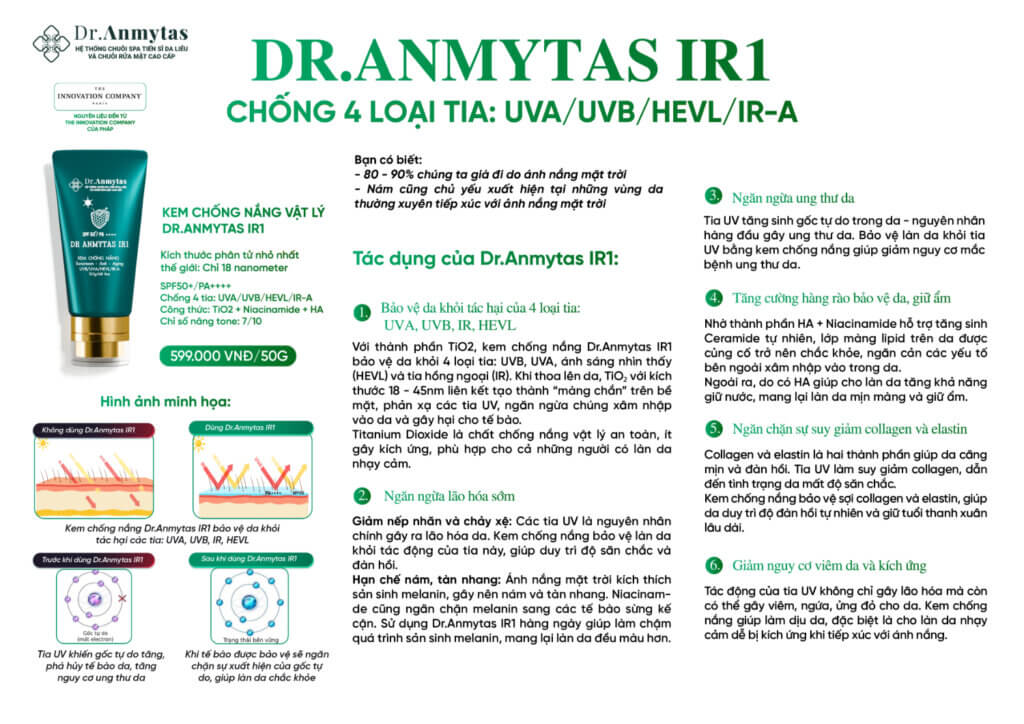 Dr.Anmytas
HỆ THỐNG CHUỖI SPA TIẾN SĨ DA LIỄU
VÀ CHUỖI RỬA MẶT CAO CẤP
THE
INNOVATION COMPANY
PARIS
NGUYÊN LIỆU ĐẾN TỪ
THE INNOVATION COMPANY
CỦA PHÁP
DR.ANMYTAS IR1
CHỐNG 4 LOẠI TIA: UVA/UVB/HEVL/IR-A
Dr.Anmytas
SPF 50+/PA ++++
DR ANMYTAS IR1
KEM CHỐNG NẮNG
Sunscreen - Anti - Aging
UVB/UVA/HEVL/IR-A
KEM CHỐNG NẮNG VẬT LÝ
DR.ANMYTAS IR1
Kích thước phân tử nhỏ nhất
thế giới: Chỉ 18 nanometer
SPF50+/PA++++
Chống 4 tia: UVA/UVB/HEVL/IR-A
Công thức: TiO2 + Niacinamide + HA
Chỉ số nâng tone: 7/10
599.000 VNĐ/50G
Hình ảnh minh họa:
Không dùng Dr.Anmytas IR1
Dùng Dr.Anmytas IR1
Kem chống nắng Dr.Anmytas IR1 bảo vệ da khỏi
tác hại các tia: UVA, UVB, IR, HEVL
Trước khi dùng Dr.Anmytas IR1
Sau khi dùng Dr.Anmytas IR1
Gốc tự do
(mất electron)
Trạng thái bền vững
Tia UV khiến gốc tự do tăng,
phá hủy tế bào da, tăng
nguy cơ ung thư da
Khi tế bào được bảo vệ sẽ ngăn
chặn sự xuất hiện của gốc tự
do, giúp làn da chắc khỏe
Bạn có biết:
- 80 - 90% chúng ta già đi do ánh nắng mặt trời
- Nám cũng chủ yếu xuất hiện tại những vùng da
thường xuyên tiếp xúc với ảnh nắng mặt trời
Tác dụng của Dr.Anmytas IR1:
1. Bảo vệ da khỏi tác hại của 4 loại tia:
UVA, UVB, IR, HEVL
Với thành phần TiO2, kem chống nắng Dr.Anmytas IR1
bảo vệ da khỏi 4 loại tia: UVB, UVA, ánh sáng nhìn thấy
(HEVL) và tia hồng ngoại (IR). Khi thoa lên da, TiO₂ với kích
thước 18 - 45nm liên kết tạo thành "màng chắn" trên bề
mặt, phản xạ các tia UV, ngăn ngừa chúng xâm nhập
vào da và gây hại cho tế bào.
Titanium Dioxide là chất chống nắng vật lý an toàn, ít
gây kích ứng, phù hợp cho cả những người có làn da
nhạy cảm.
2. Ngăn ngừa lão hóa sớm
Giảm nếp nhăn và chảy xệ: Các tia UV là nguyên nhân
chính gây ra lão hóa da. Kem chống nắng bảo vệ làn da
khỏi tác động của tia này, giúp duy trì độ săn chắc và
đàn hồi.
Hạn chế nám, tàn nhang: Ánh nắng mặt trời kích thích
sản sinh melanin, gây nên nám và tàn nhang. Niacinam-
de cũng ngăn chặn melanin sang các tế bào sừng kế
cận. Sử dụng Dr.Anmytas IR1 hàng ngày giúp làm chậm
quá trình sản sinh melanin, mang lại làn da đều màu hơn.
3. Ngăn ngừa ung thư da
Tia UV tăng sinh gốc tự do trong da - nguyên nhân
hàng đầu gây ung thư da. Bảo vệ làn da khỏi tia
UV bằng kem chống nắng giúp giảm nguy cơ mắc
bệnh ung thư da.
4. Tăng cường hàng rào bảo vệ da, giữ ẩm
Nhờ thành phần HA + Niacinamide hỗ trợ tăng sinh
Ceramide tự nhiên, lớp màng lipid trên da được
củng cố trở nên chắc khỏe, ngăn cản các yếu tố
bên ngoài xâm nhập vào trong da.
Ngoài ra, do có HA giúp cho làn da tăng khả năng
giữ nước, mang lại làn da mịn màng và giữ ẩm.
5. Ngăn chặn sự suy giảm collagen và elastin
Collagen và elastin là hai thành phần giúp da căng
mịn và đàn hồi. Tia UV làm suy giảm collagen, dẫn
đến tình trạng da mất độ săn chắc.
Kem chống nắng bảo vệ sợi collagen và elastin, giúp
da duy trì độ đàn hồi tự nhiên và giữ tuổi thanh xuân
lâu dài.
6. Giảm nguy cơ viêm da và kích ứng
Tác động của tia UV không chỉ gây lão hóa mà còn
có thể gây viêm, ngứa, ửng đỏ cho da. Kem chống
nắng giúp làm dịu da, đặc biệt là cho làn da nhạy
cảm dễ bị kích ứng khi tiếp xúc với ánh nắng.